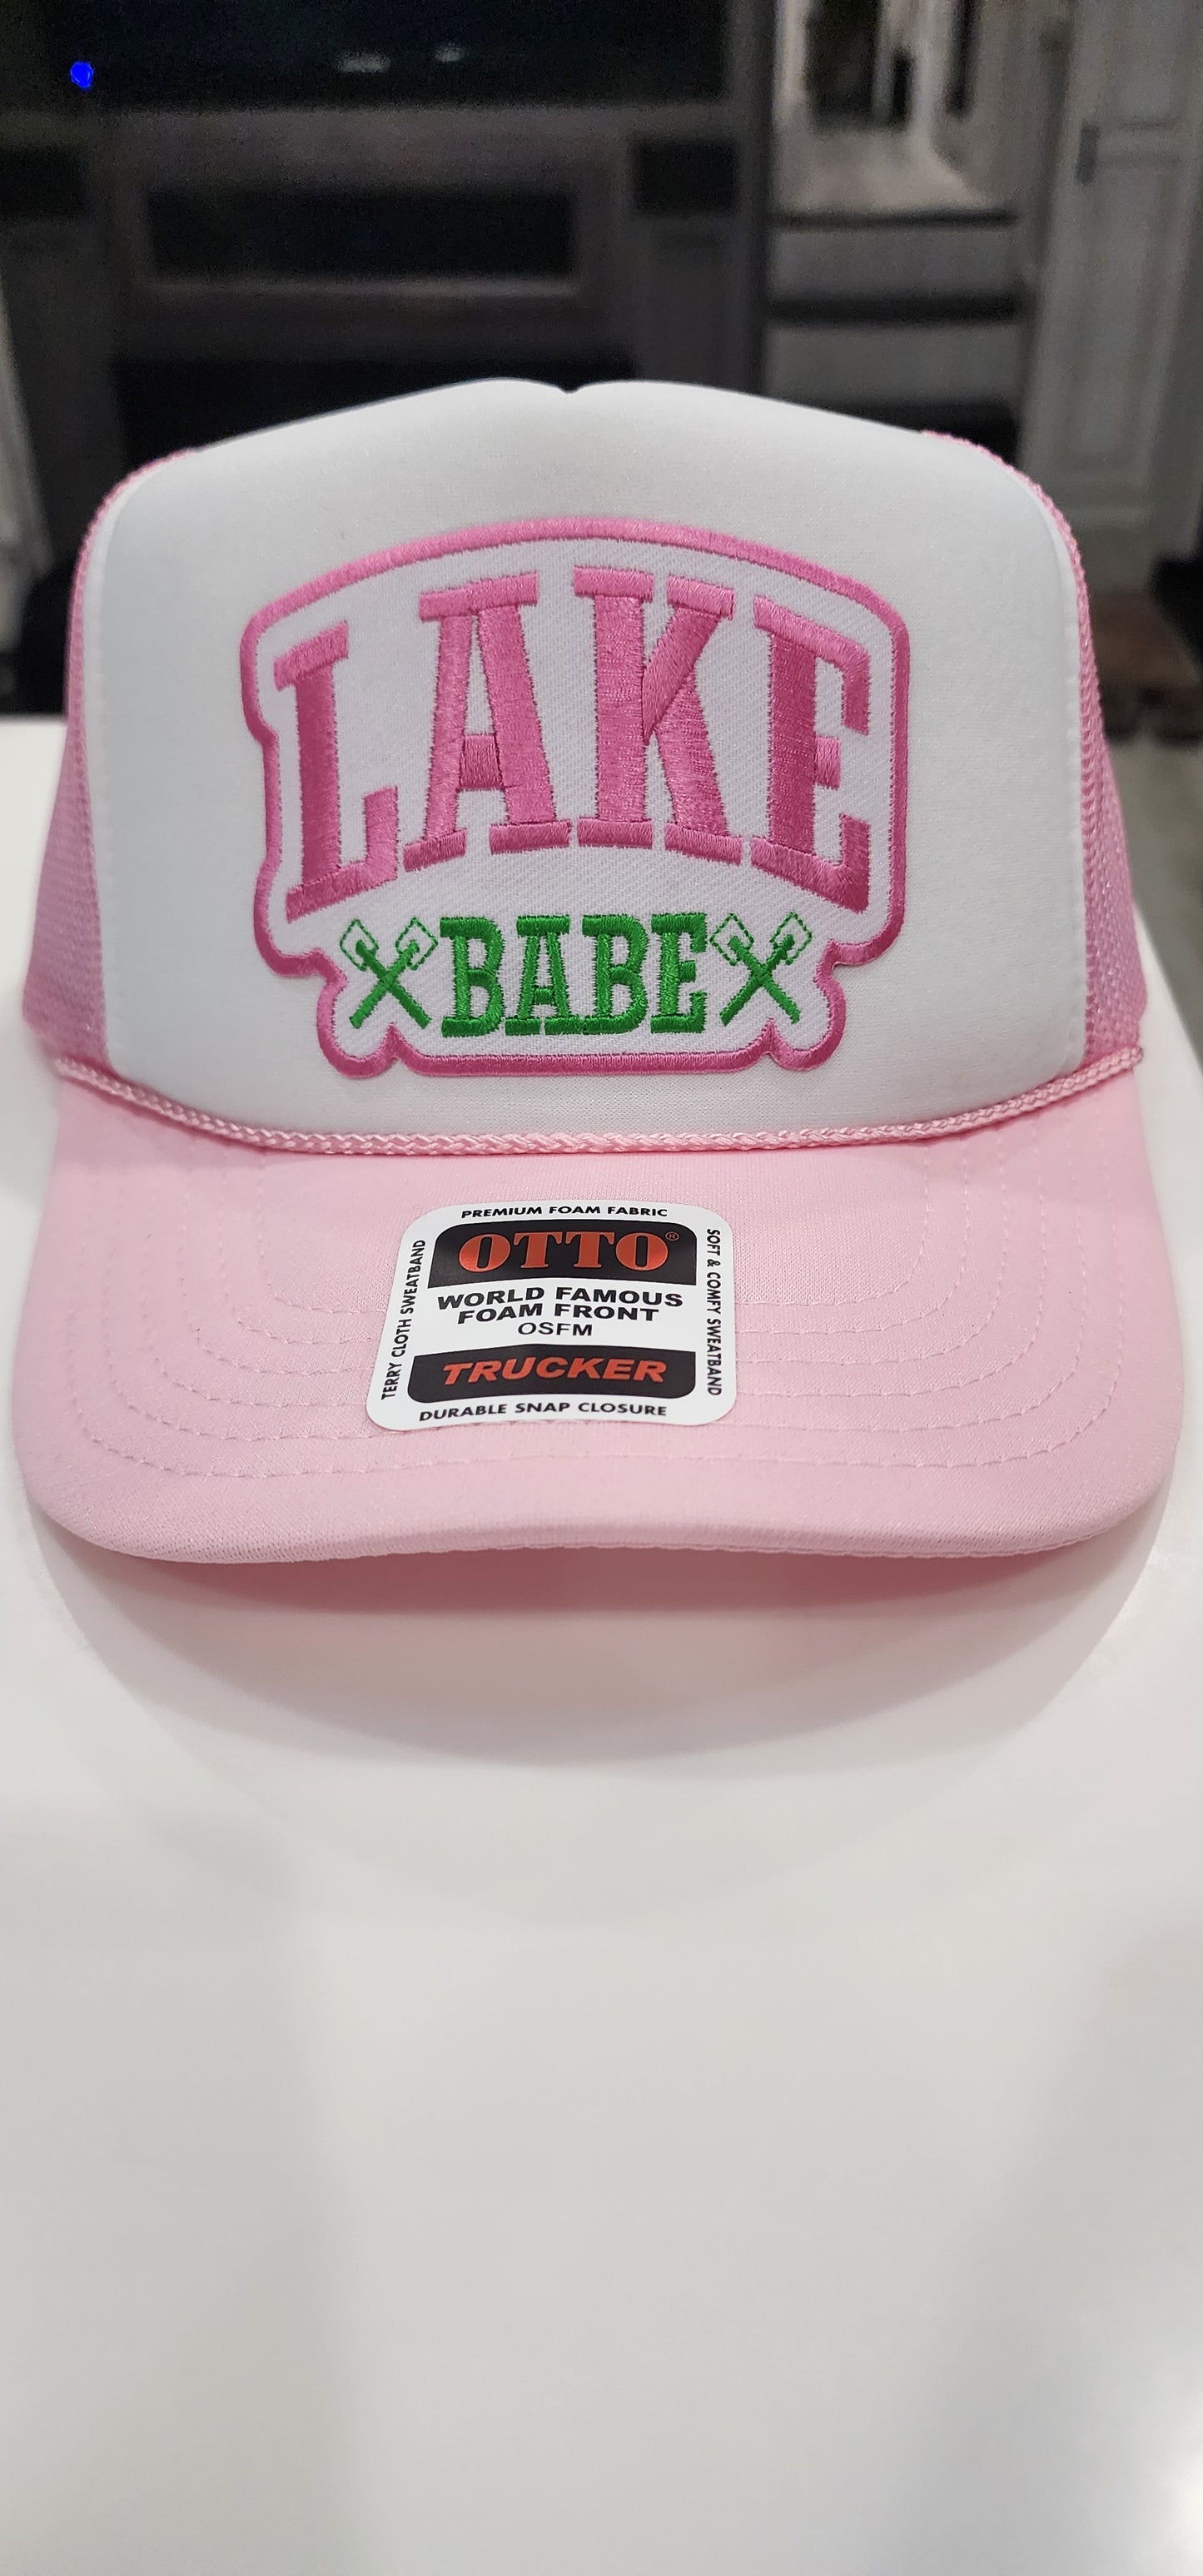 LAKE
BABE
PREMIUM FOAM FABRIC
OTTO®
WORLD FAMOUS
FOAM FRONT
OSFM
TRUCKER
DURABLE SNAP CLOSURE
TERRY CLOTH SWEATBAND
SOFT & COMFY SWEATBAND